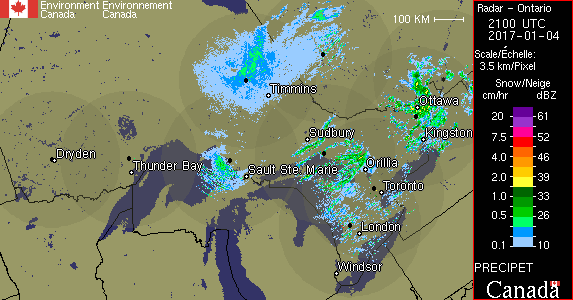 Environment Environnement
Canada Canada
100 KM
Radar - Ontario
2100 UTC
2017-01-04
Scale/Échelle:
3.5 km/Pixel
Snow/Neige
cm/hr dBZ
20 61
7.5 52
4.0 46
2.0 39
1.0 33
0.5 26
0.1 10
PRECIPET
Canada
Timmins
Ottawa
Kingston
Sudbury
Dryden
Thunder Bay
Sault Ste. Marie
Orillia
Toronto
London
Windsor